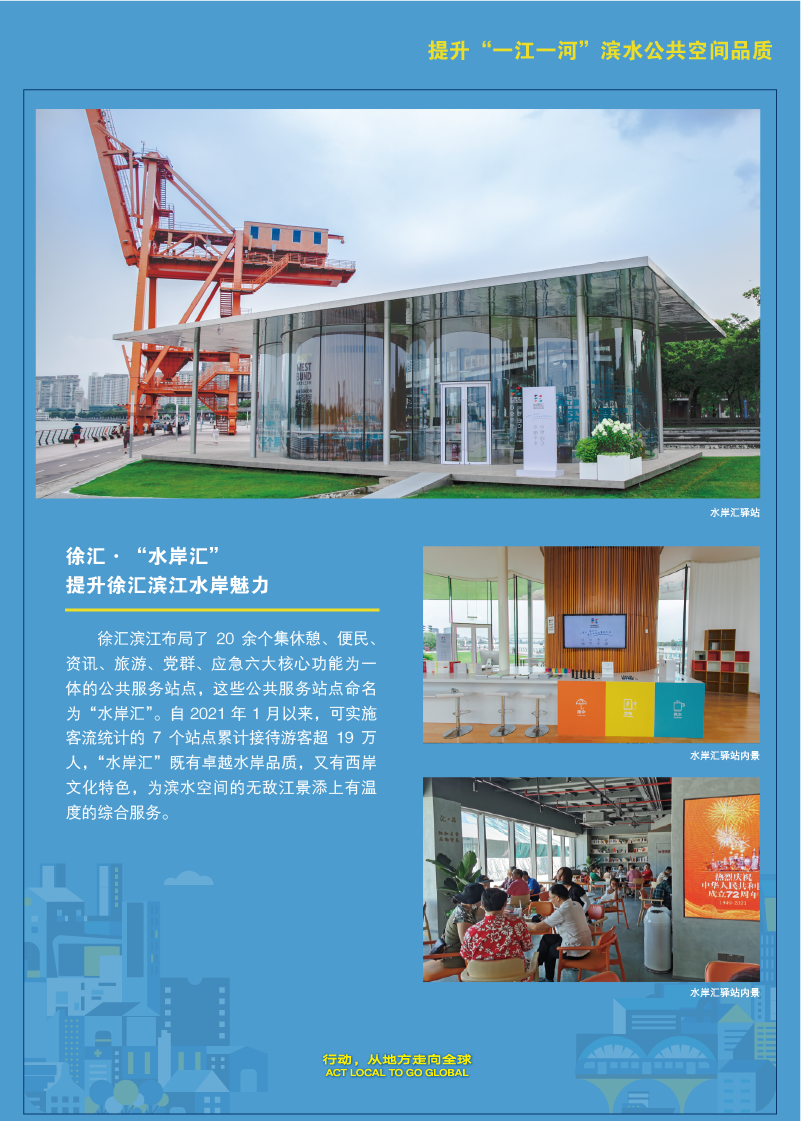 提升“一江一河”滨水公共空间品质
WEST
BUND
水岸汇驿站
徐汇·“水岸汇”
提升徐汇滨江水岸魅力
徐汇滨江布局了 20 余个集休憩、便民、
资讯、旅游、党群、应急六大核心功能为一
体的公共服务站点，这些公共服务站点命名
为“水岸汇”。自 2021 年 1 月以来，可实施
客流统计的 7 个站点累计接待游客超 19 万
人，“水岸汇”既有卓越水岸品质，又有西岸
文化特色，为滨水空间的无敌江景添上有温
度的综合服务。
水岸汇驿站内景
热烈庆祝
中华人民共和
成立72周年
1949-2021
水岸汇驿站内景
行动，从地方走向全球
ACT LOCAL TO GO GLOBAL